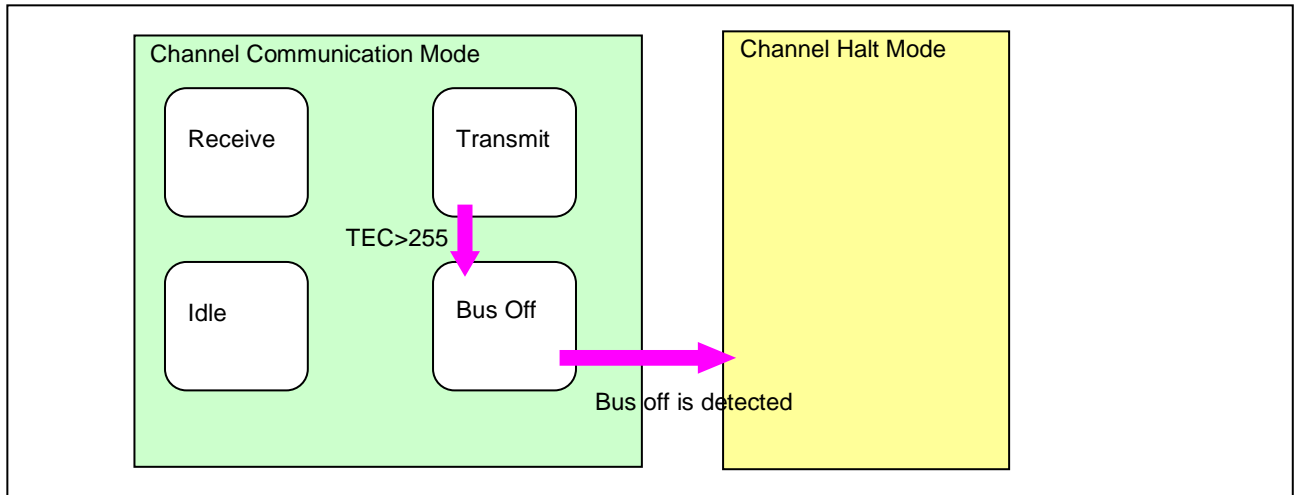 Channel Communication Mode
Channel Halt Mode
Receive
Transmit
TEC>255
Idle
Bus Off
Bus off is detected